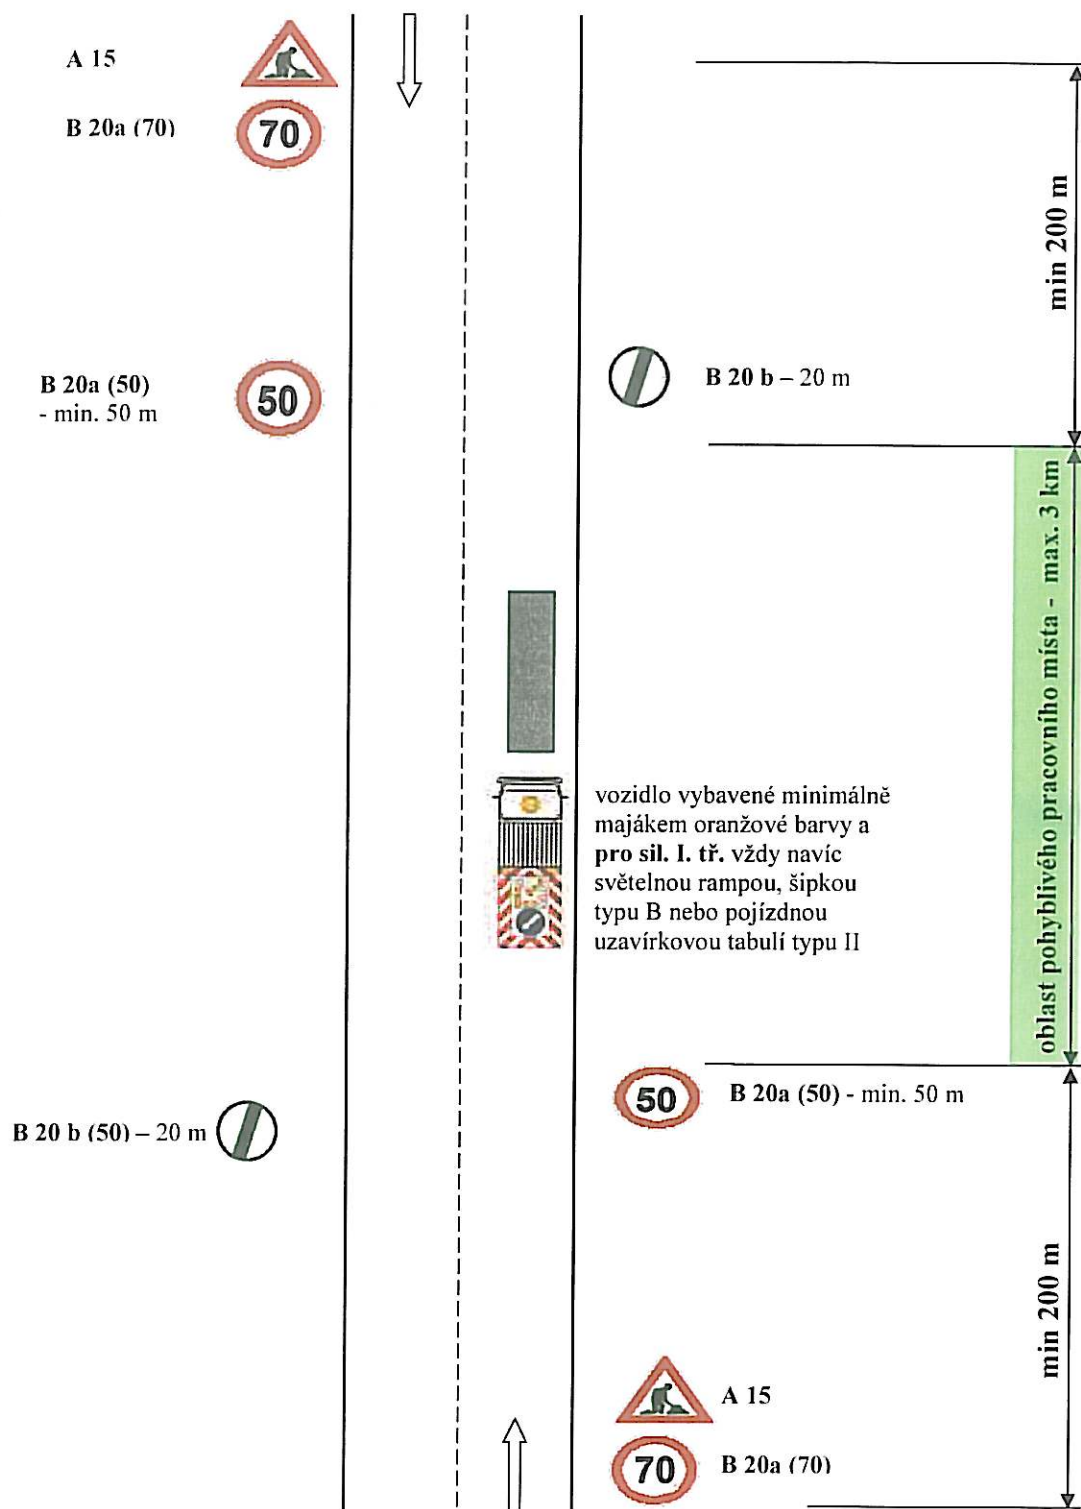 A 15
B 20a (70)
70
min 200 m
B 20a (50)
- min. 50 m
50
B 20 b – 20 m
oblast pohyblivého pracovního místa - max. 3 km
vozidlo vybavené minimálně
majákem oranžové barvy a
pro sil. I. tř. vždy navíc
světelnou rampou, šipkou
typu B nebo pojízdnou
uzavírkovou tabulí typu II
50
B 20a (50) - min. 50 m
B 20 b (50) – 20 m
min 200 m
A 15
70
B 20a (70)